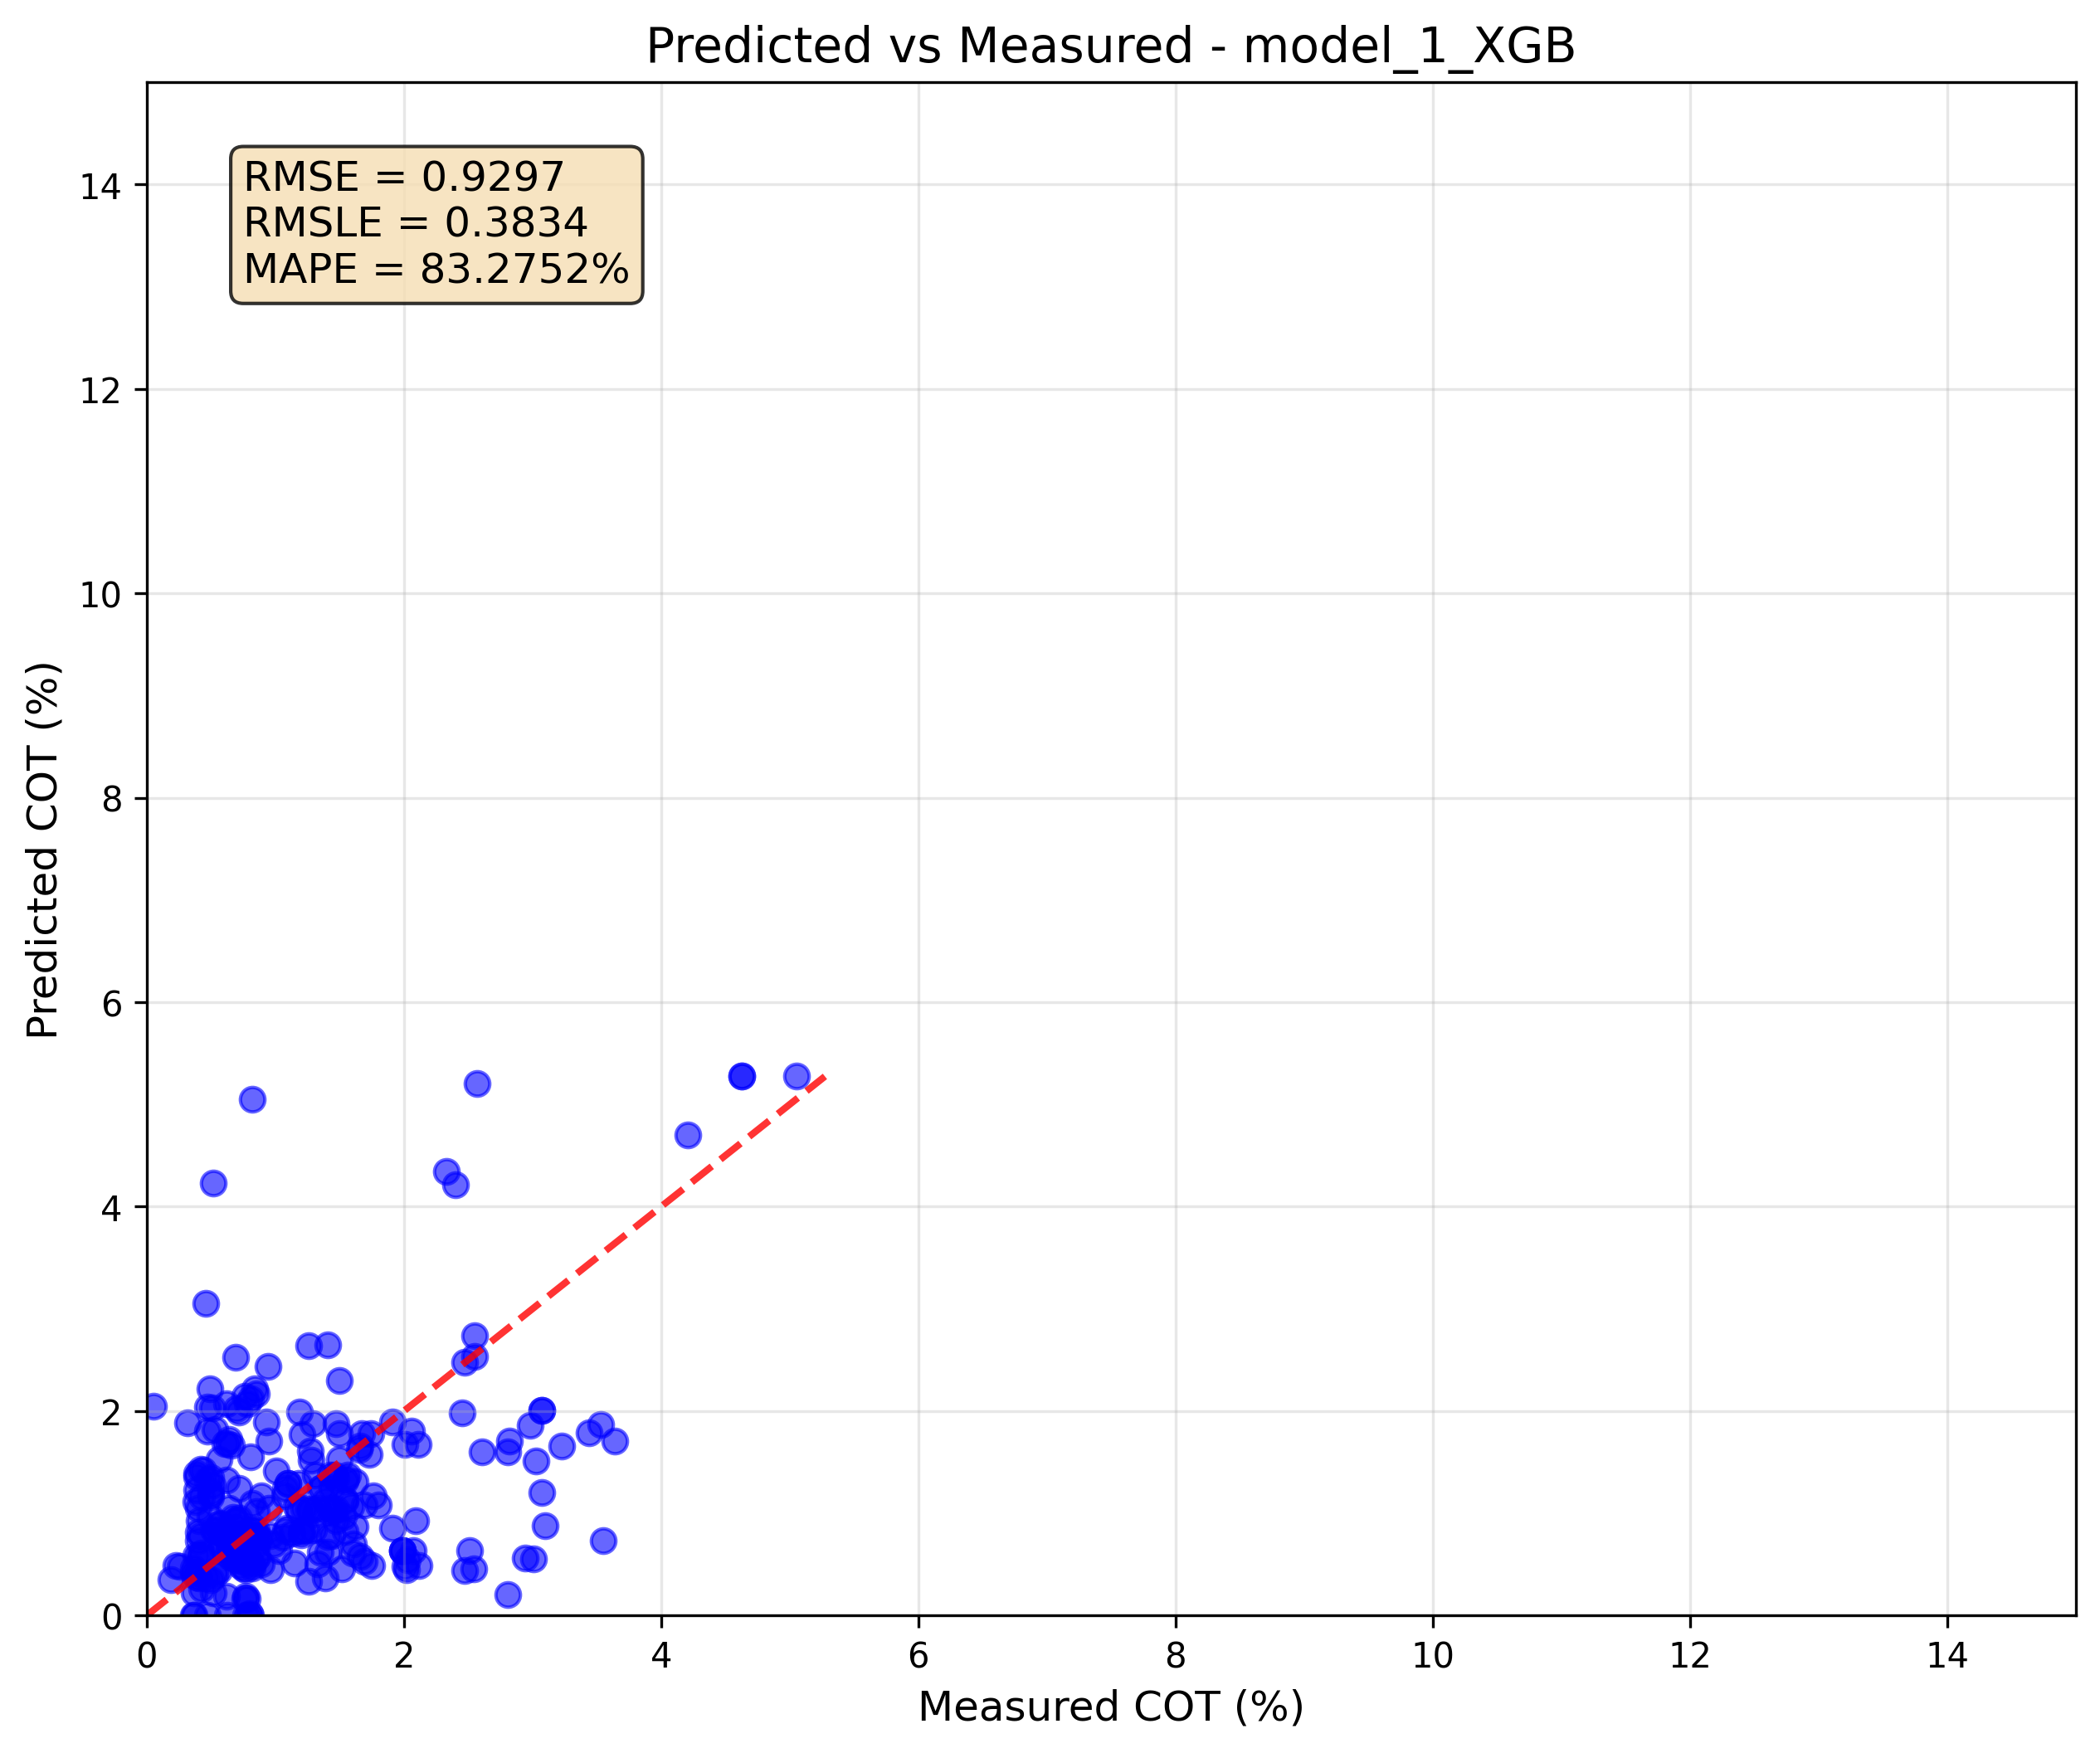 Predicted vs Measured - model_1_XGB
RMSE = 0.9297
RMSLE = 0.3834
MAPE = 83.2752%
14
12
10
8
6
4
2
0
Predicted COT (%)
0 2 4 6 8 10 12 14
Measured COT (%)